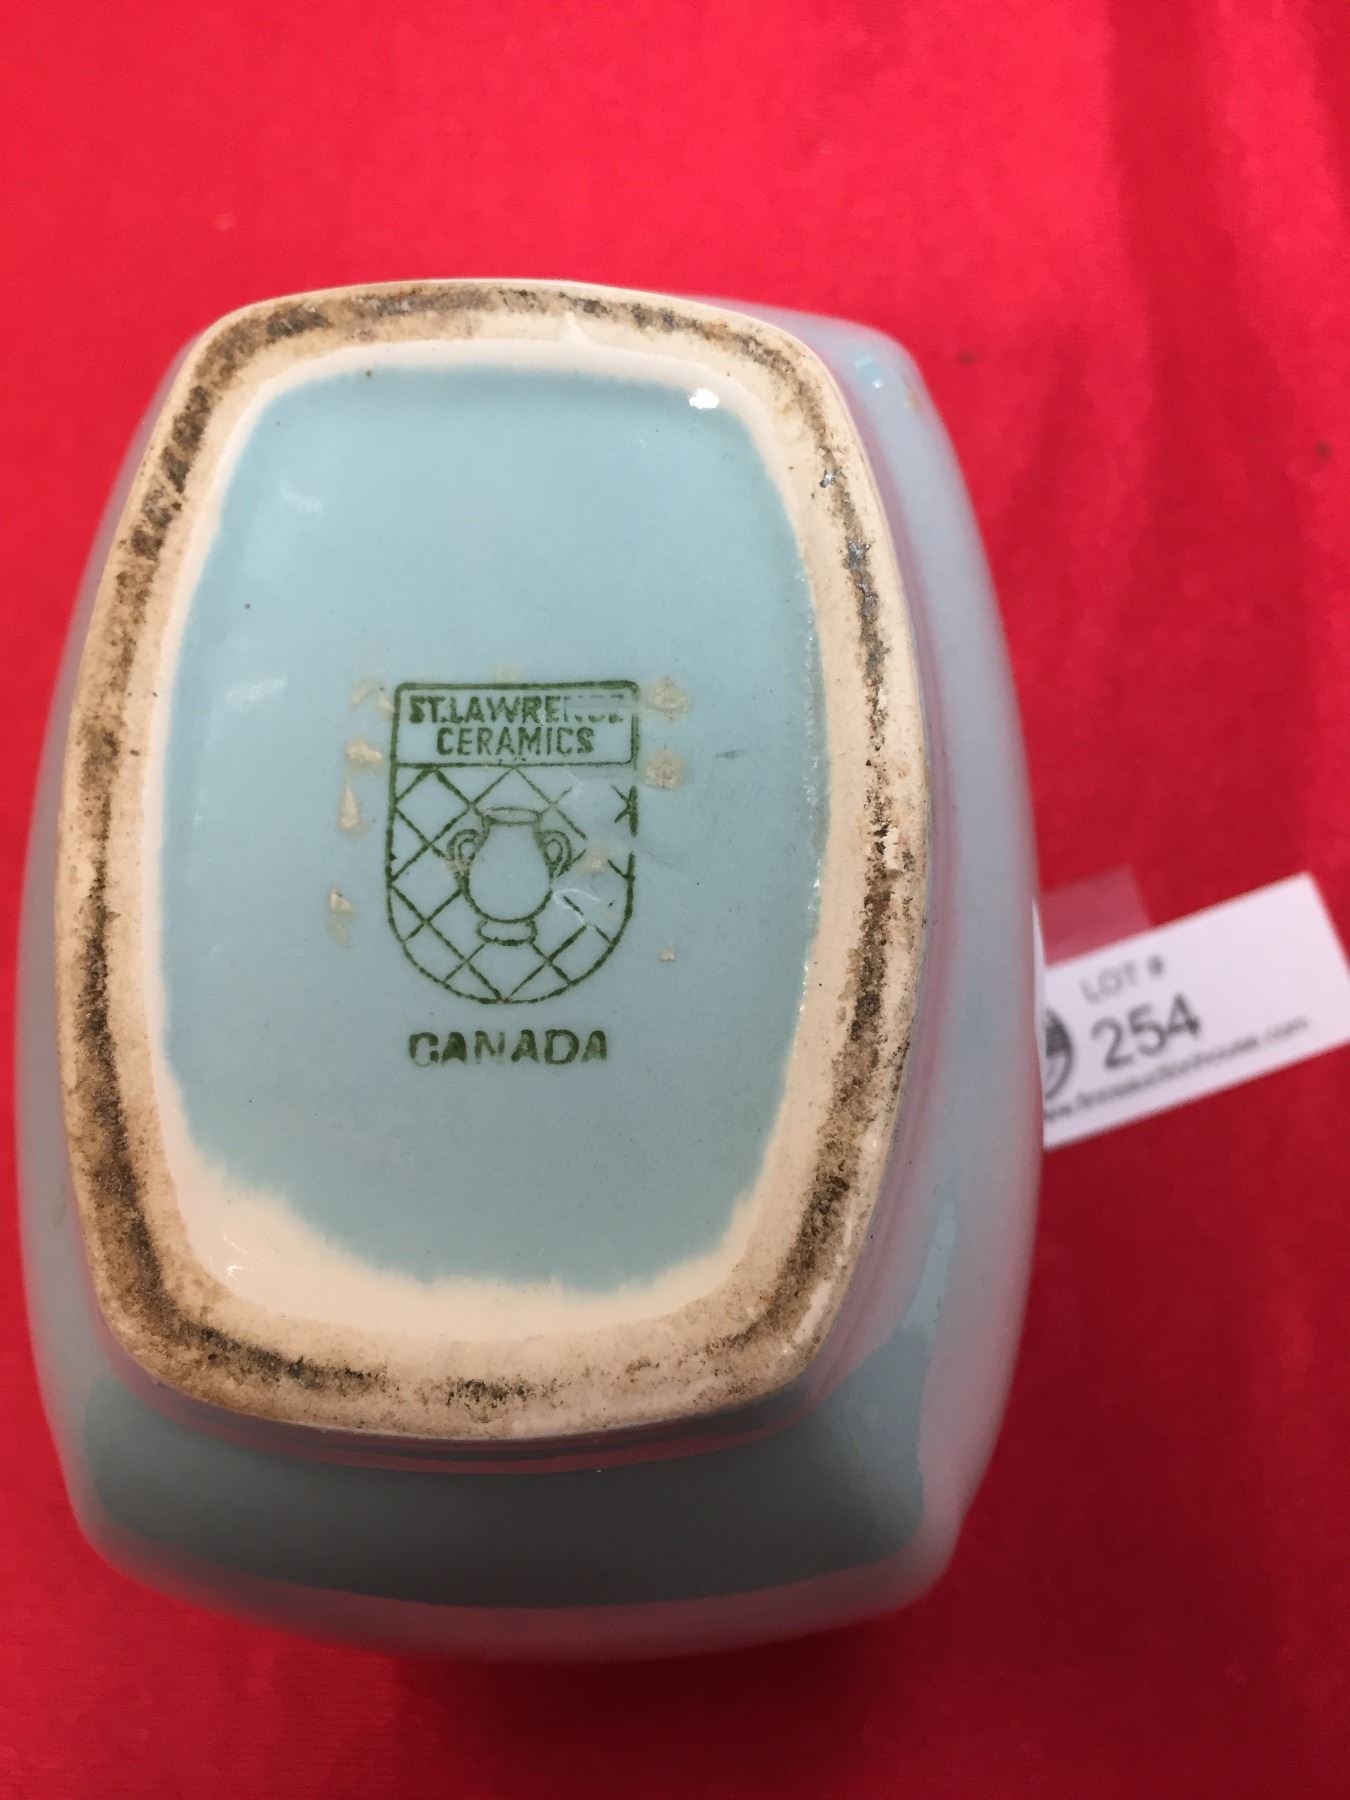 ST. LAWRENCE
CERAMICS
CANADA
LOT #
254